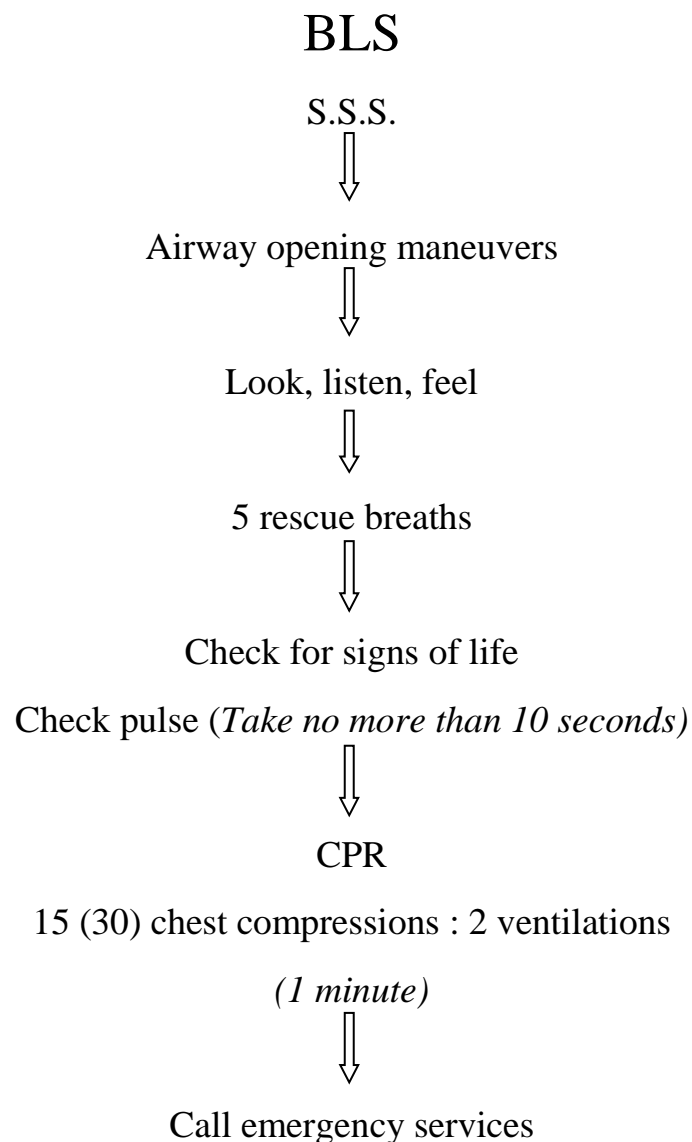 BLS
S.S.S.
Airway opening maneuvers
Look, listen, feel
5 rescue breaths
Check for signs of life
Check pulse (Take no more than 10 seconds)
CPR
15 (30) chest compressions : 2 ventilations
(1 minute)
Call emergency services